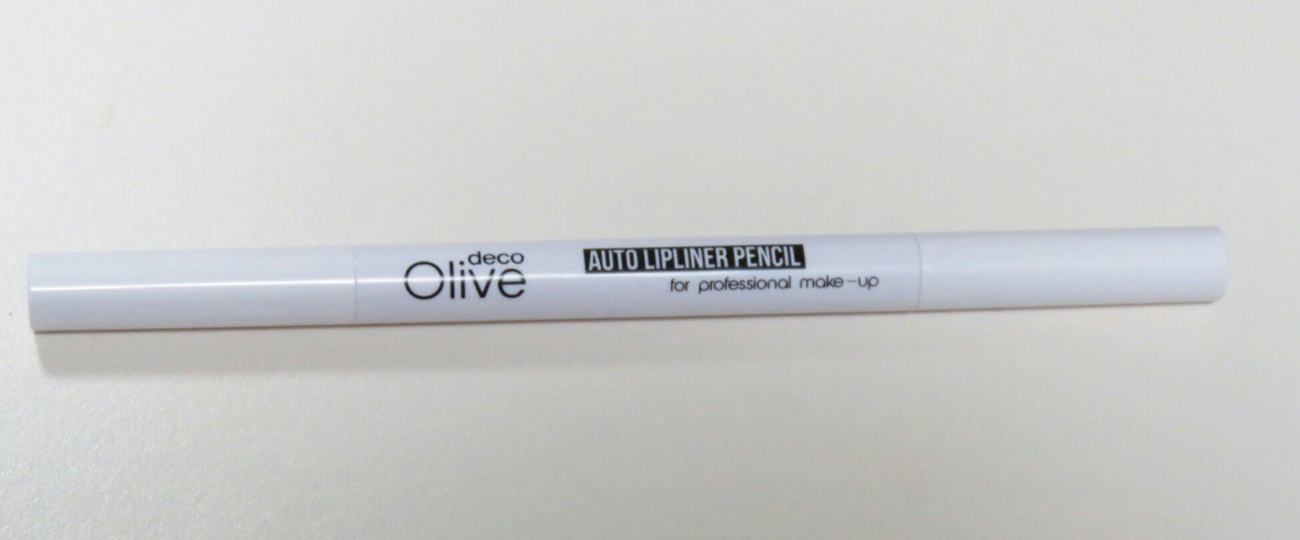 deco
Olive
AUTO LIPLINER PENCIL
for professional make-up